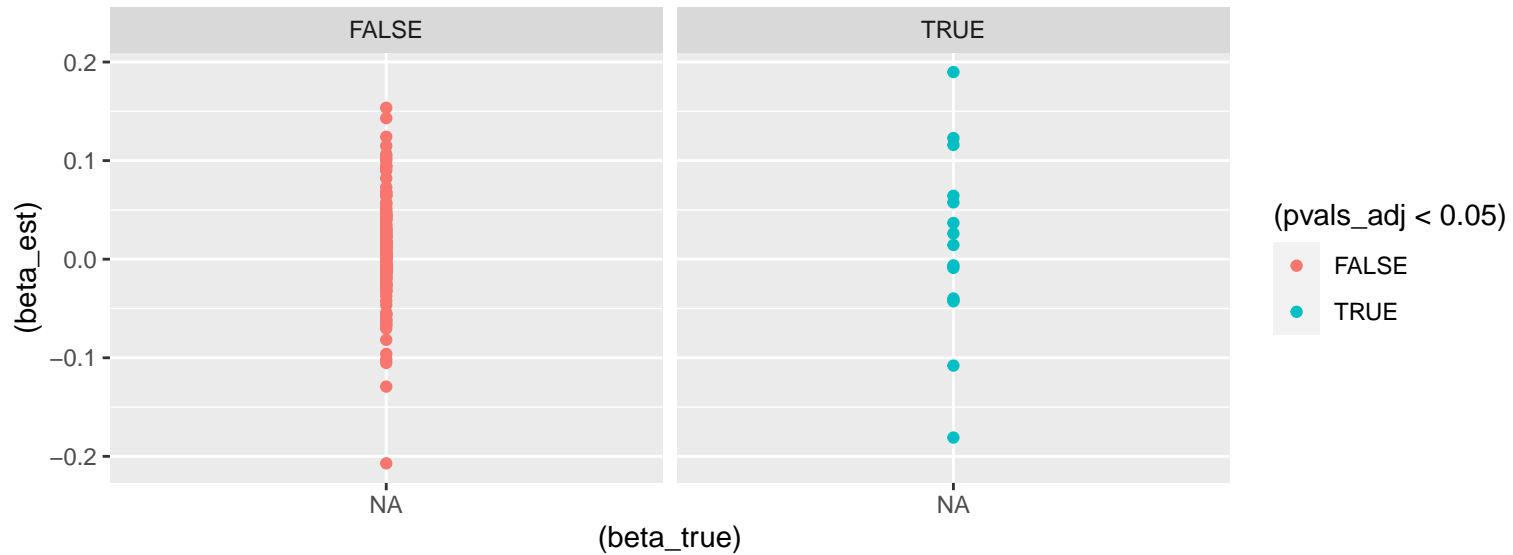 FALSE
TRUE
0.2
0.1
0.0
−0.1
−0.2
(beta_est)
NA
NA
(beta_true)
(pvals_adj < 0.05)
FALSE
TRUE